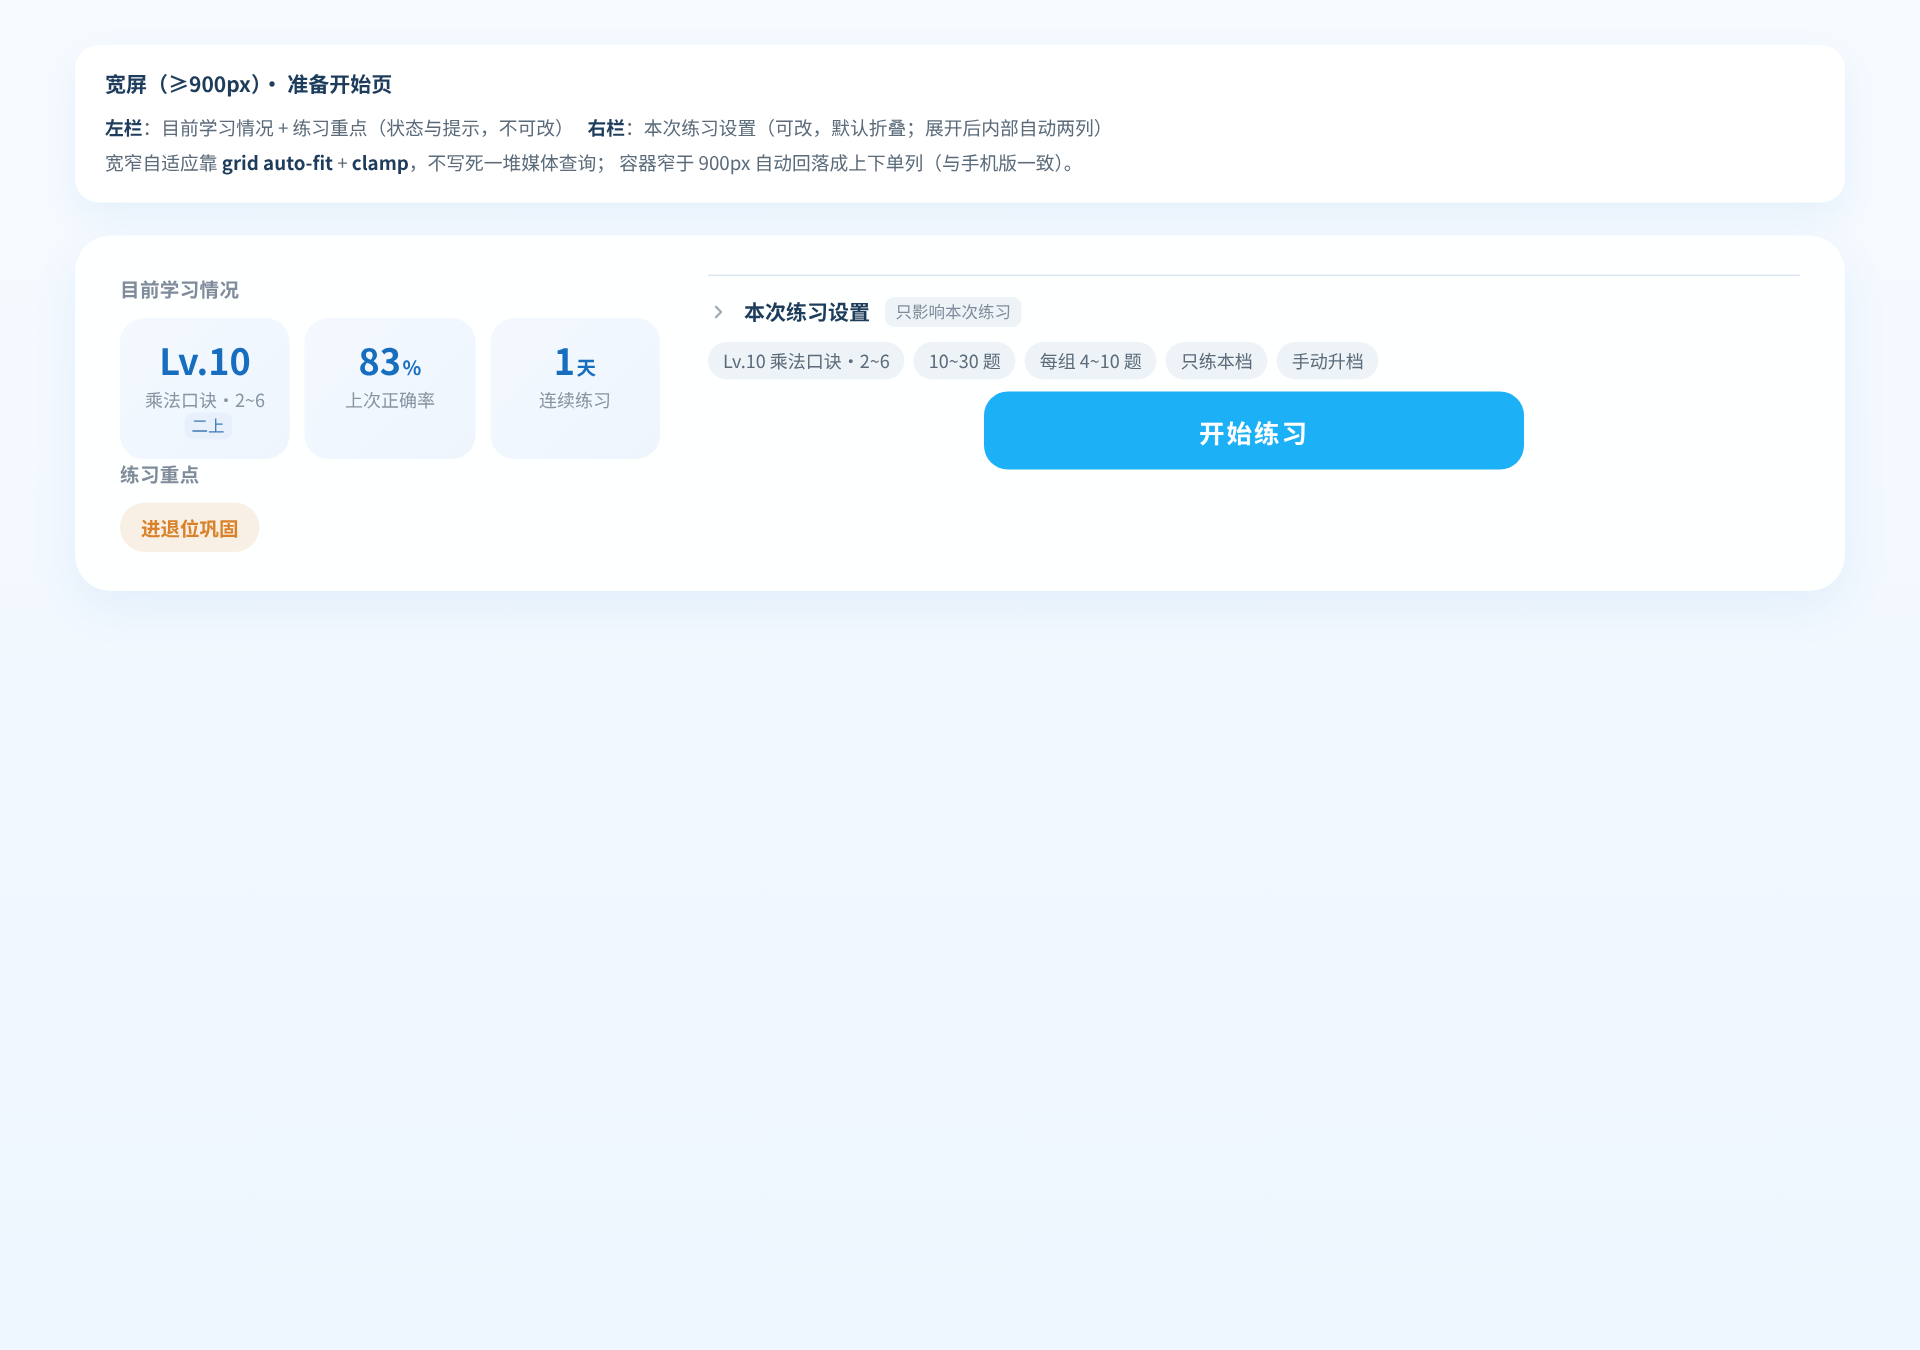 宽屏（≥900px）· 准备开始页
左栏：目前学习情况 + 练习重点（状态与提示，不可改） 右栏：本次练习设置（可改，默认折叠；展开后内部自动两列）
宽窄自适应靠 grid auto-fit + clamp，不写死一堆媒体查询； 容器窄于 900px 自动回落成上下单列（与手机版一致）。
目前学习情况
Lv.10
乘法口诀·2~6
二上
83%
上次正确率
1天
连续练习
练习重点
进退位巩固
本次练习设置 只影响本次练习
Lv.10 乘法口诀·2~6 10~30 题 每组 4~10 题 只练本档 手动升档
开始练习